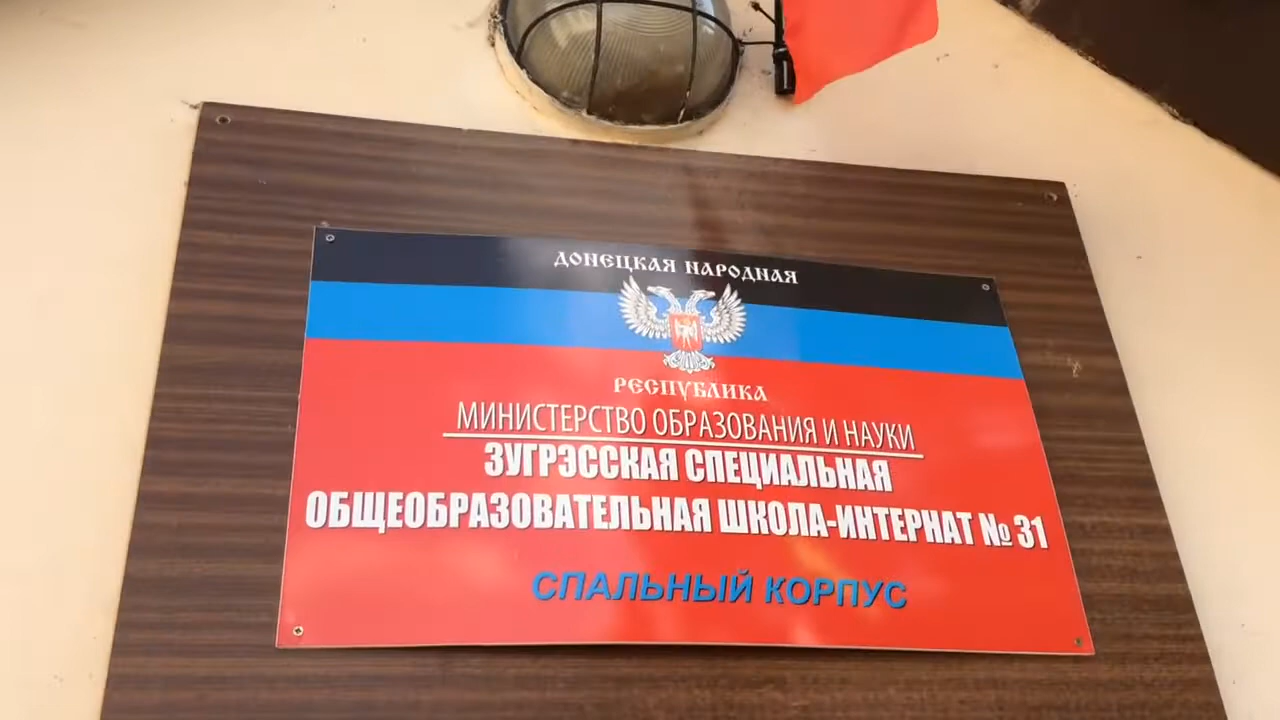 ДОНЕЦКАЯ НАРОДНАЯ
РЕСПУБЛИКА
МИНИСТЕРСТВО ОБРАЗОВАНИЯ И НАУКИ
ЗУГРЭССКАЯ СПЕЦИАЛЬНАЯ
ОБЩЕОБРАЗОВАТЕЛЬНАЯ ШКОЛА-ИНТЕРНАТ № 31
СПАЛЬНЫЙ КОРПУС